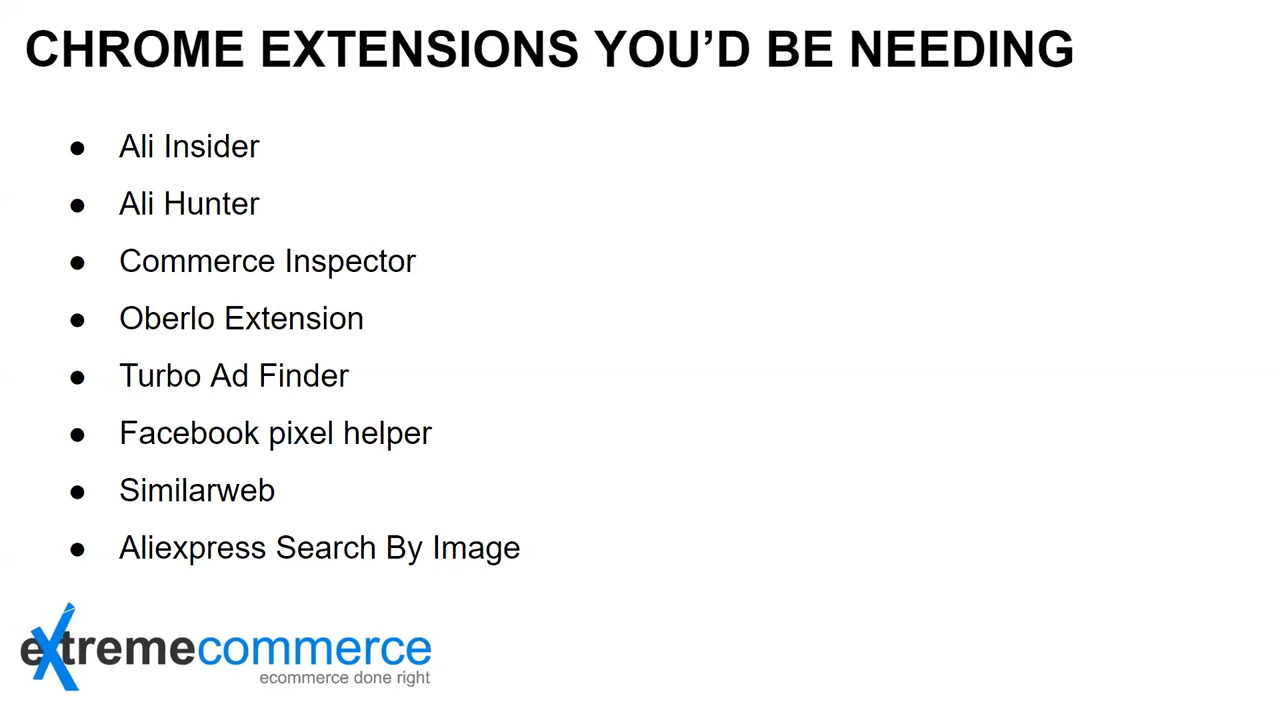 CHROME EXTENSIONS YOU’D BE NEEDING
● Ali Insider
● Ali Hunter
● Commerce Inspector
● Oberlo Extension
● Turbo Ad Finder
● Facebook pixel helper
● Similarweb
● Aliexpress Search By Image
extremecommerce
ecommerce done right